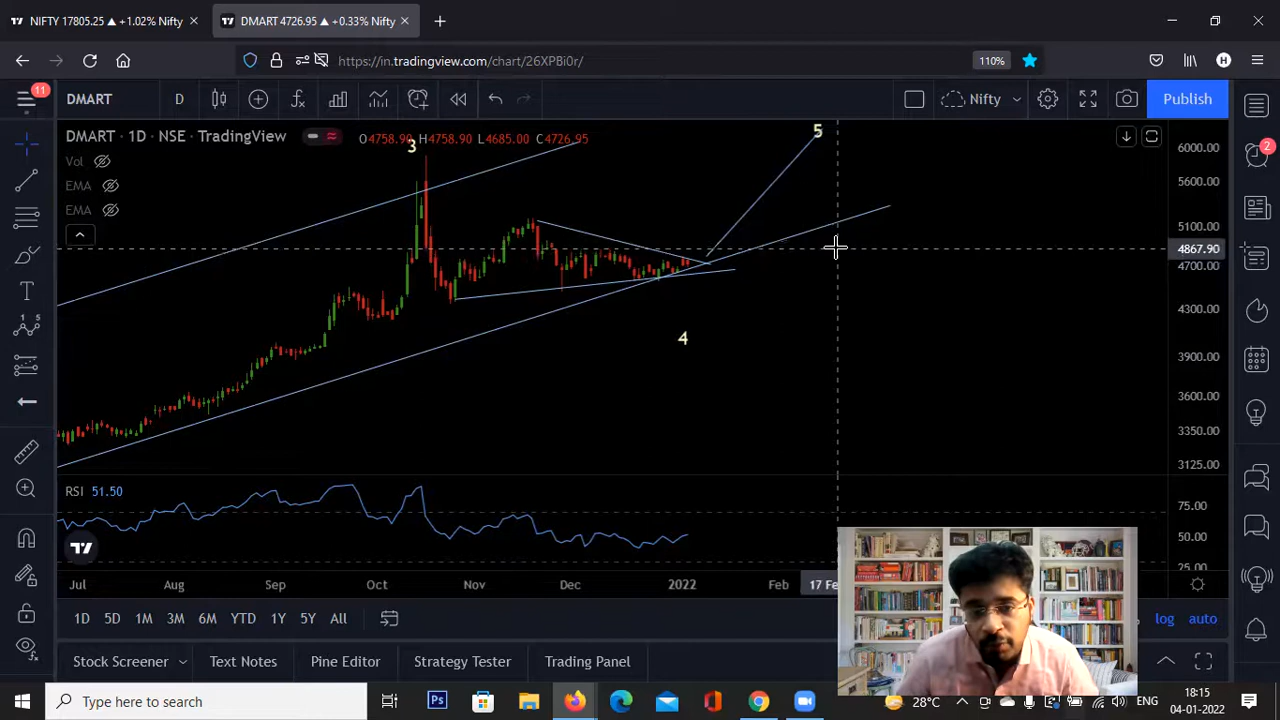 NIFTY 17805.25 ▲ +1.02% Nifty
DMART 4726.95 ▲ +0.33% Nifty
https://in.tradingview.com/chart/26XPBi0r/
110%
H
11
DMART
D
Nifty
Publish
DMART · 1D · NSE · TradingView
O4758.90 H4758.90 L4685.00 C4726.95
Vol
EMA
EMA
3
5
4
6000.00
5600.00
5100.00
4867.90
4700.00
4300.00
3900.00
3600.00
3350.00
3125.00
2
RSI 51.50
75.00
50.00
25.00
Jul
Aug
Sep
Oct
Nov
Dec
2022
Feb
17 Fe
1D
5D
1M
3M
6M
YTD
1Y
5Y
All
log
auto
Stock Screener
Text Notes
Pine Editor
Strategy Tester
Trading Panel
Type here to search
Ps
28°C
ENG
18:15
04-01-2022